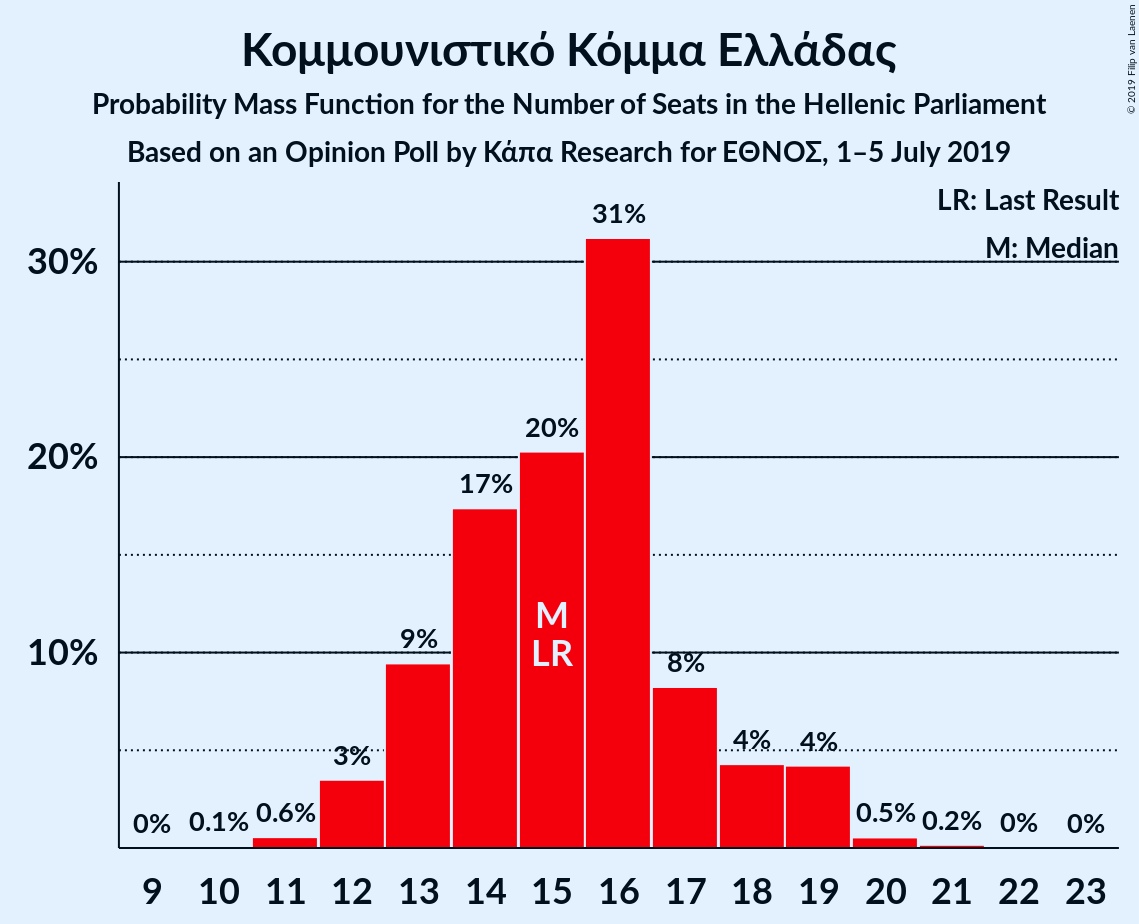 Κομμουνιστικό Κόμμα Ελλάδας
Probability Mass Function for the Number of Seats in the Hellenic Parliament
Based on an Opinion Poll by Κάπα Research for ΕΘΝΟΣ, 1–5 July 2019
© 2019 Filip van Laenen
LR: Last Result
M: Median
30%
20%
10%
0%
0.1%
0.6%
3%
9%
17%
20%
31%
8%
4%
4%
0.5%
0.2%
0%
0%
M
LR
9 10 11 12 13 14 15 16 17 18 19 20 21 22 23